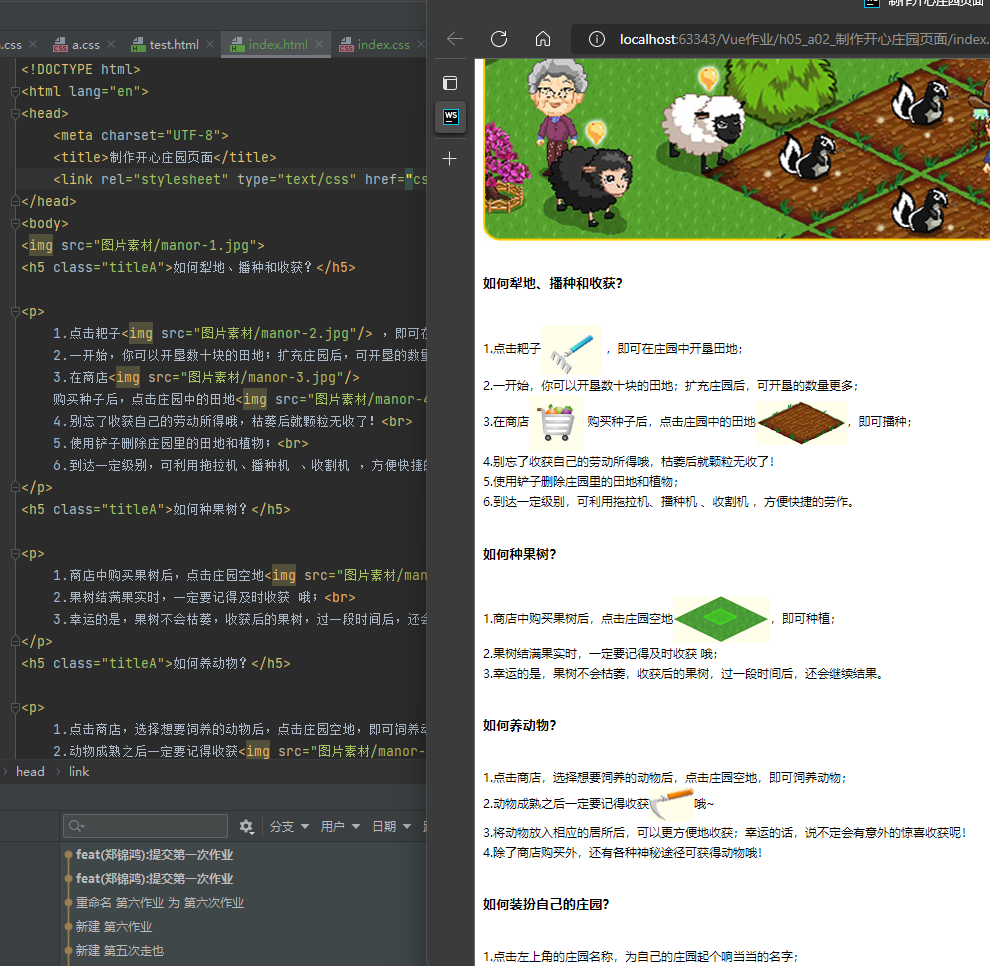 .css
a.css
test.html
index.html
index.css
<!DOCTYPE html>
<html lang="en">
<head>
<meta charset="UTF-8">
<title>制作开心庄园页面</title>
<link rel="stylesheet" type="text/css" href="cs
</head>
<body>
<img src="图片素材/manor-1.jpg">
<h5 class="titleA">如何犁地、播种和收获？</h5>
<p>
1.点击耙子<img src="图片素材/manor-2.jpg"/> ，即可在
2.一开始，你可以开垦数十块的田地；扩充庄园后，可开垦的数量
3.在商店<img src="图片素材/manor-3.jpg"/>
购买种子后，点击庄园中的田地<img src="图片素材/manor-4
4.别忘了收获自己的劳动所得哦，枯萎后就颗粒无收了！<br>
5.使用铲子删除庄园里的田地和植物；<br>
6.到达一定级别，可利用拖拉机、播种机 、收割机 ，方便快捷的
</p>
<h5 class="titleA">如何种果树？</h5>
<p>
1.商店中购买果树后，点击庄园空地<img src="图片素材/man
2.果树结满果实时，一定要记得及时收获 哦；<br>
3.幸运的是，果树不会枯萎，收获后的果树，过一段时间后，还会
</p>
<h5 class="titleA">如何养动物？</h5>
<p>
1.点击商店，选择想要饲养的动物后，点击庄园空地，即可饲养动
2.动物成熟之后一定要记得收获<img src="图片素材/manor-
head
link
分支
用户
日期
feat(郑锦鸿):提交第一次作业
feat(郑锦鸿):提交第一次作业
重命名 第六作业 为 第六次作业
新建 第六作业
新建 第五次走也
制作开心庄园页面
localhost:63343/Vue作业/h05_a02_制作开心庄园页面/index.
WS
如何犁地、播种和收获？
1.点击耙子 ，即可在庄园中开垦田地；
2.一开始，你可以开垦数十块的田地；扩充庄园后，可开垦的数量更多；
3.在商店 购买种子后，点击庄园中的田地 ，即可播种；
4.别忘了收获自己的劳动所得哦，枯萎后就颗粒无收了！
5.使用铲子删除庄园里的田地和植物；
6.到达一定级别，可利用拖拉机、播种机 、收割机 ，方便快捷的劳作。
如何种果树？
1.商店中购买果树后，点击庄园空地 ，即可种植；
2.果树结满果实时，一定要记得及时收获 哦；
3.幸运的是，果树不会枯萎，收获后的果树，过一段时间后，还会继续结果。
如何养动物？
1.点击商店，选择想要饲养的动物后，点击庄园空地，即可饲养动物；
2.动物成熟之后一定要记得收获 哦~
3.将动物放入相应的居所后，可以更方便地收获；幸运的话，说不定会有意外的惊喜收获呢！
4.除了商店购买外，还有各种神秘途径可获得动物哦！
如何装扮自己的庄园？
1.点击左上角的庄园名称，为自己的庄园起个响当当的名字；